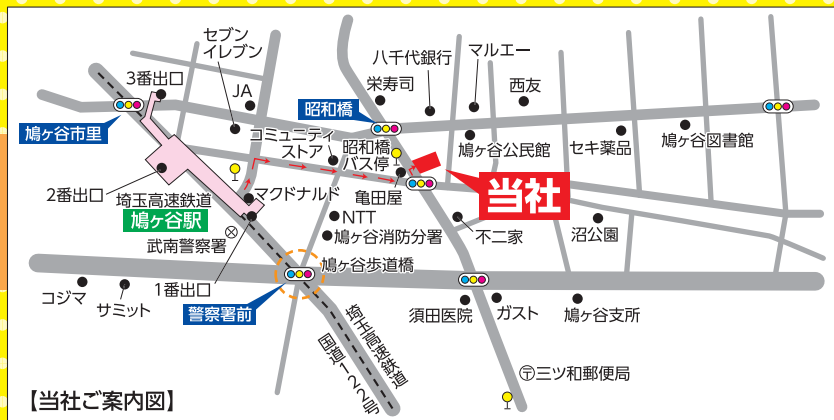 セブン
イレブン
3番出口
JA
鳩ヶ谷市里
昭和橋
栄寿司
八千代銀行
マルエー
西友
コミュニティ
ストア
昭和橋
バス停
鳩ヶ谷公民館
セキ薬品
鳩ヶ谷図書館
2番出口
埼玉高速鉄道
鳩ヶ谷駅
マクドナルド
亀田屋
当社
武南警察署
NTT
鳩ヶ谷消防分署
不二家
沼公園
鳩ヶ谷歩道橋
コジマ
サミット
1番出口
警察署前
須田医院
ガスト
鳩ヶ谷支所
埼玉高速鉄道
国道122号
〒三ツ和郵便局
【当社ご案内図】